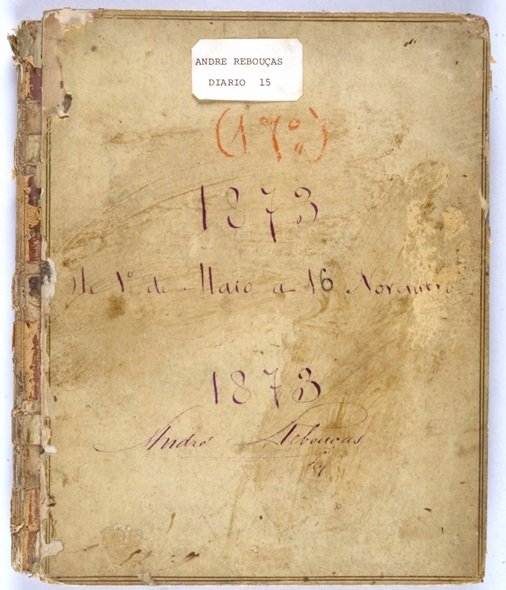 ANDRE REBOUÇAS
DIARIO 15
(17º)
1873
De 1º de Maio a 16 Novembro
1873
André Rebouças